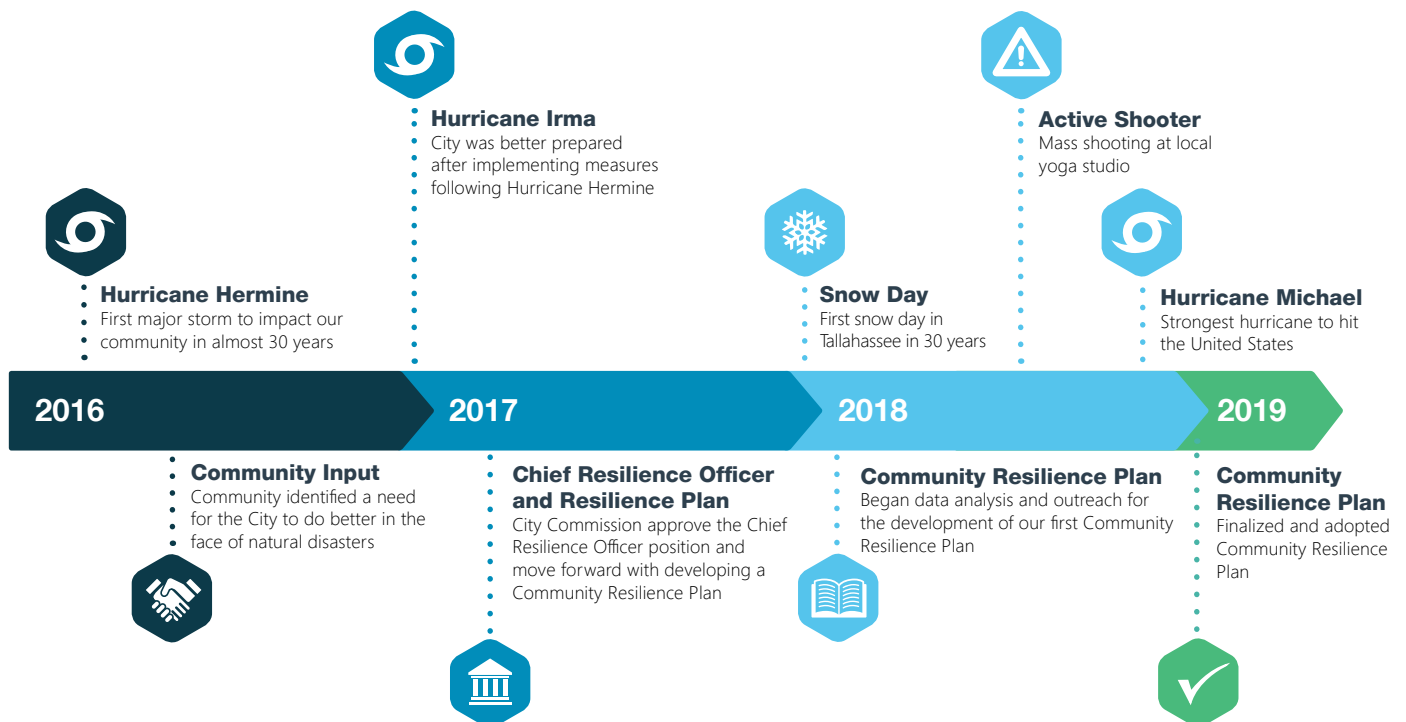 Hurricane Irma
City was better prepared
after implementing measures
following Hurricane Hermine
Active Shooter
Mass shooting at local
yoga studio
Hurricane Hermine
First major storm to impact our
community in almost 30 years
Snow Day
First snow day in
Tallahassee in 30 years
Hurricane Michael
Strongest hurricane to hit
the United States
2016
2017
2018
2019
Community Input
Community identified a need
for the City to do better in the
face of natural disasters
Chief Resilience Officer
and Resilience Plan
City Commission approve the Chief
Resilience Officer position and
move forward with developing a
Community Resilience Plan
Community Resilience Plan
Began data analysis and outreach for
the development of our first Community
Resilience Plan
Community
Resilience Plan
Finalized and adopted
Community Resilience
Plan